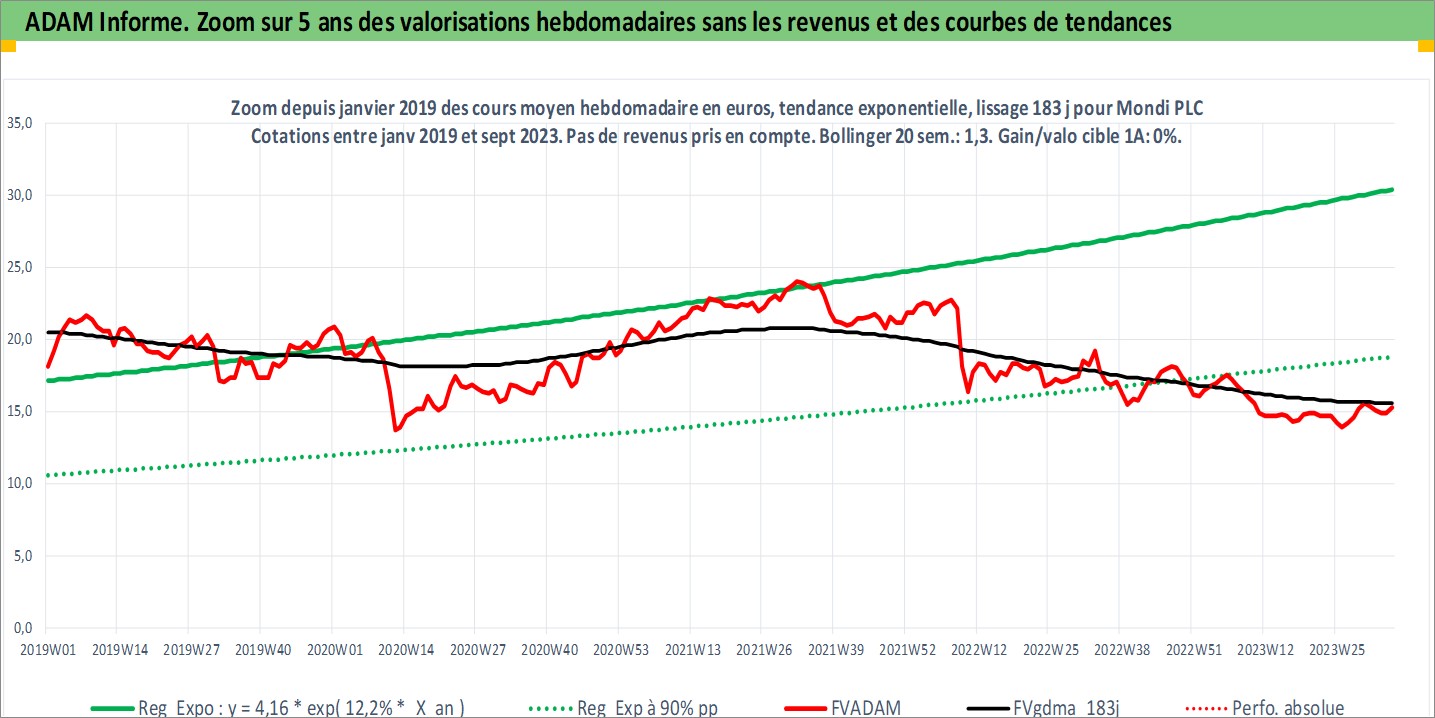 ADAM Informe. Zoom sur 5 ans des valorisations hebdomadaires sans les revenus et des courbes de tendances
Zoom depuis janvier 2019 des cours moyen hebdomadaire en euros, tendance exponentielle, lissage 183 j pour Mondi PLC
Cotations entre janv 2019 et sept 2023. Pas de revenus pris en compte. Bollinger 20 sem.: 1,3. Gain/valo cible 1A: 0%.
35,0
30,0
25,0
20,0
15,0
10,0
5,0
0,0
2019W01 2019W14 2019W27 2019W40 2020W01 2020W14 2020W27 2020W40 2020W53 2021W13 2021W26 2021W39 2021W52 2022W12 2022W25 2022W38 2022W51 2023W12 2023W25
Reg Expo : y = 4,16 * exp( 12,2% * X an ) Reg Exp à 90% pp FVADAM FVgdma 183j Perfo. absolue